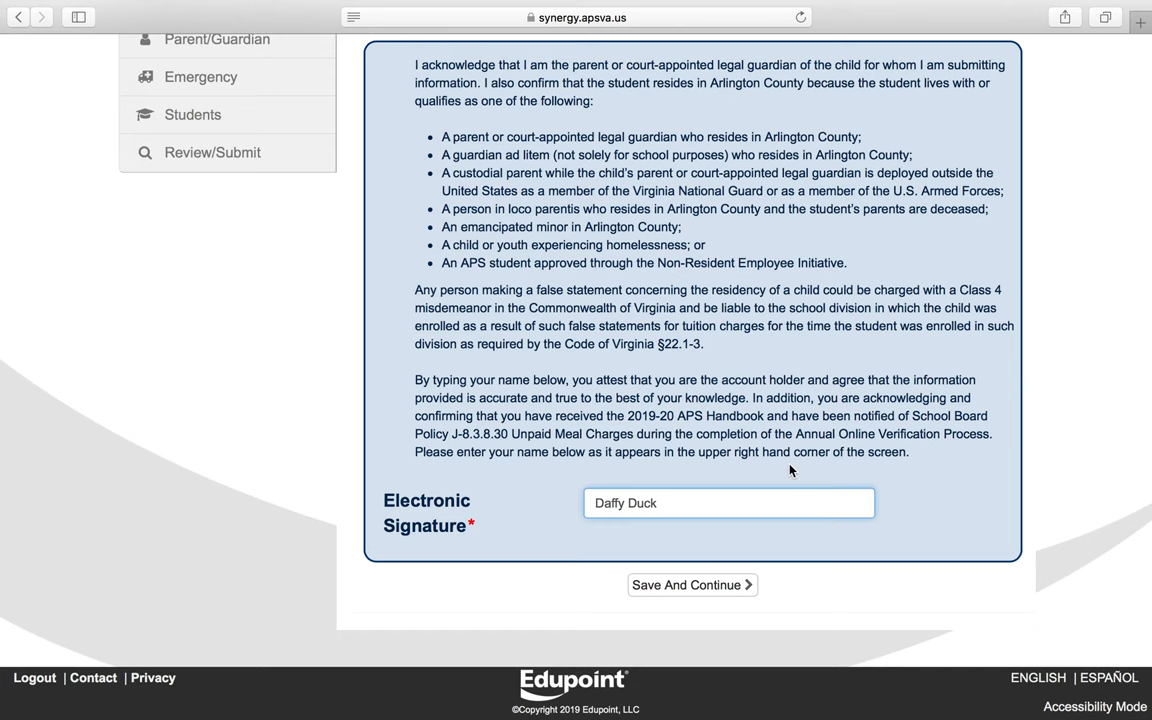 synergy.apsva.us
Parent/Guardian
Emergency
Students
Review/Submit
I acknowledge that I am the parent or court-appointed legal guardian of the child for whom I am submitting
information. I also confirm that the student resides in Arlington County because the student lives with or
qualifies as one of the following:
• A parent or court-appointed legal guardian who resides in Arlington County;
• A guardian ad litem (not solely for school purposes) who resides in Arlington County;
• A custodial parent while the child's parent or court-appointed legal guardian is deployed outside the
United States as a member of the Virginia National Guard or as a member of the U.S. Armed Forces;
• A person in loco parentis who resides in Arlington County and the student's parents are deceased;
• An emancipated minor in Arlington County;
• A child or youth experiencing homelessness; or
• An APS student approved through the Non-Resident Employee Initiative.
Any person making a false statement concerning the residency of a child could be charged with a Class 4
misdemeanor in the Commonwealth of Virginia and be liable to the school division in which the child was
enrolled as a result of such false statements for tuition charges for the time the student was enrolled in such
division as required by the Code of Virginia §22.1-3.
By typing your name below, you attest that you are the account holder and agree that the information
provided is accurate and true to the best of your knowledge. In addition, you are acknowledging and
confirming that you have received the 2019-20 APS Handbook and have been notified of School Board
Policy J-8.3.8.30 Unpaid Meal Charges during the completion of the Annual Online Verification Process.
Please enter your name below as it appears in the upper right hand corner of the screen.
Electronic
Signature*
Daffy Duck
Save And Continue
Logout | Contact | Privacy
Edupoint®
©Copyright 2019 Edupoint, LLC
ENGLISH | ESPAÑOL
Accessibility Mode